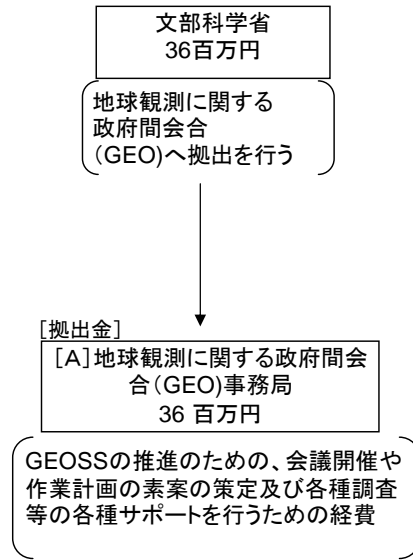 文部科学省
36百万円
地球観測に関する
政府間会合
(GEO)へ拠出を行う
[拠出金]
[A]地球観測に関する政府間会
合(GEO)事務局
36 百万円
GEOSSの推進のための、会議開催や
作業計画の素案の策定及び各種調査
等の各種サポートを行うための経費